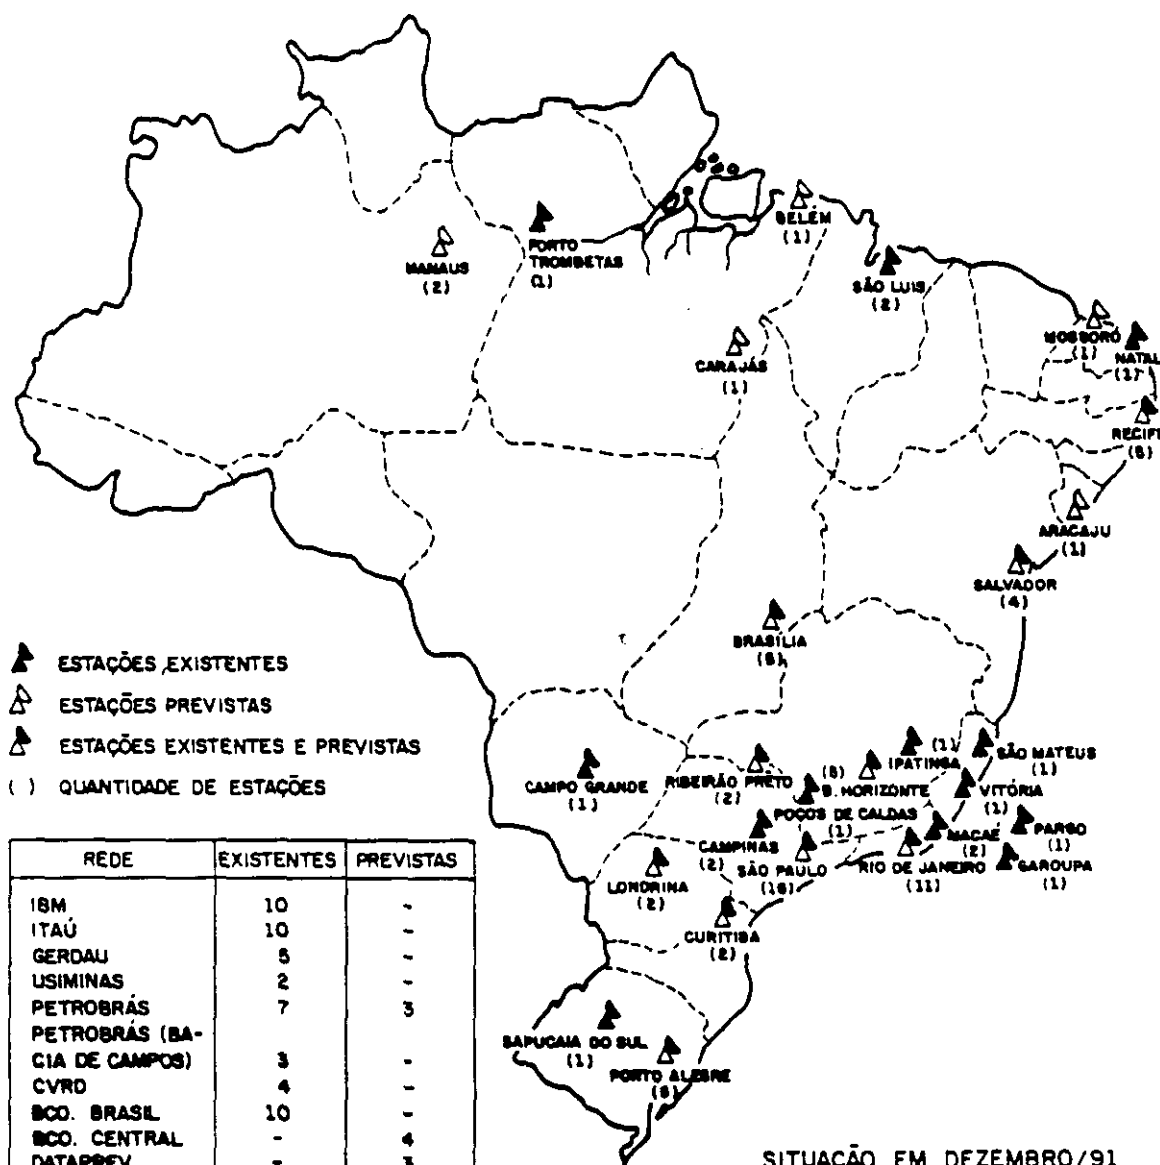 BELÉM
(1)
MANAUS
(2)
PORTO
TROMBETAS
(1)
SÃO LUIS
(2)
MOSSORÓ
(1)
NATAL
(1)
CARAJÁS
(1)
RECIFE
ARACAJU
(1)
SALVADOR
(4)
BRASÍLIA
ESTAÇÕES EXISTENTES
ESTAÇÕES PREVISTAS
ESTAÇÕES EXISTENTES E PREVISTAS
( ) QUANTIDADE DE ESTAÇÕES
(1)
IPATINGA
SÃO MATEUS
(1)
CAMPO GRANDE
(1)
RIBEIRÃO PRÊTO
(2)
B. HORIZONTE
VITÓRIA
(1)
POÇOS DE CALDAS
(1)
CAMPINAS
(2)
MACAÉ
(2)
PARGO
(1)
SÃO PAULO
RIO DE JANEIRO
(11)
GAROUPA
(1)
LONDRINA
(2)
CURITIBA
(2)
SAPUCAIA DO SUL
(1)
PORTO ALEGRE
REDE EXISTENTES PREVISTAS
IBM 10 -
ITAÚ 10 -
GERDAU 5 -
USIMINAS 2 -
PETROBRÁS 7 3
PETROBRÁS (BA-
CIA DE CAMPOS) 3 -
CVRD 4 -
BCO. BRASIL 10 -
BCO. CENTRAL - 4
DATAPREV - 3
SITUAÇÃO EM DEZEMBRO/91